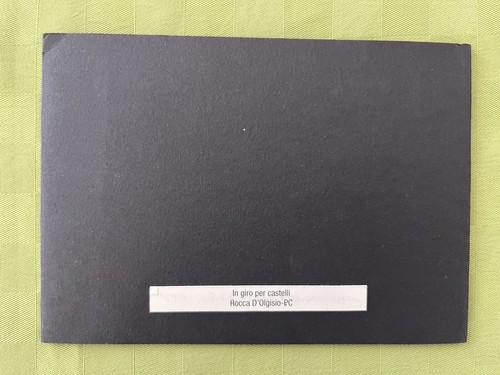 In giro per castelli
Rocca D'Olgisio-PC